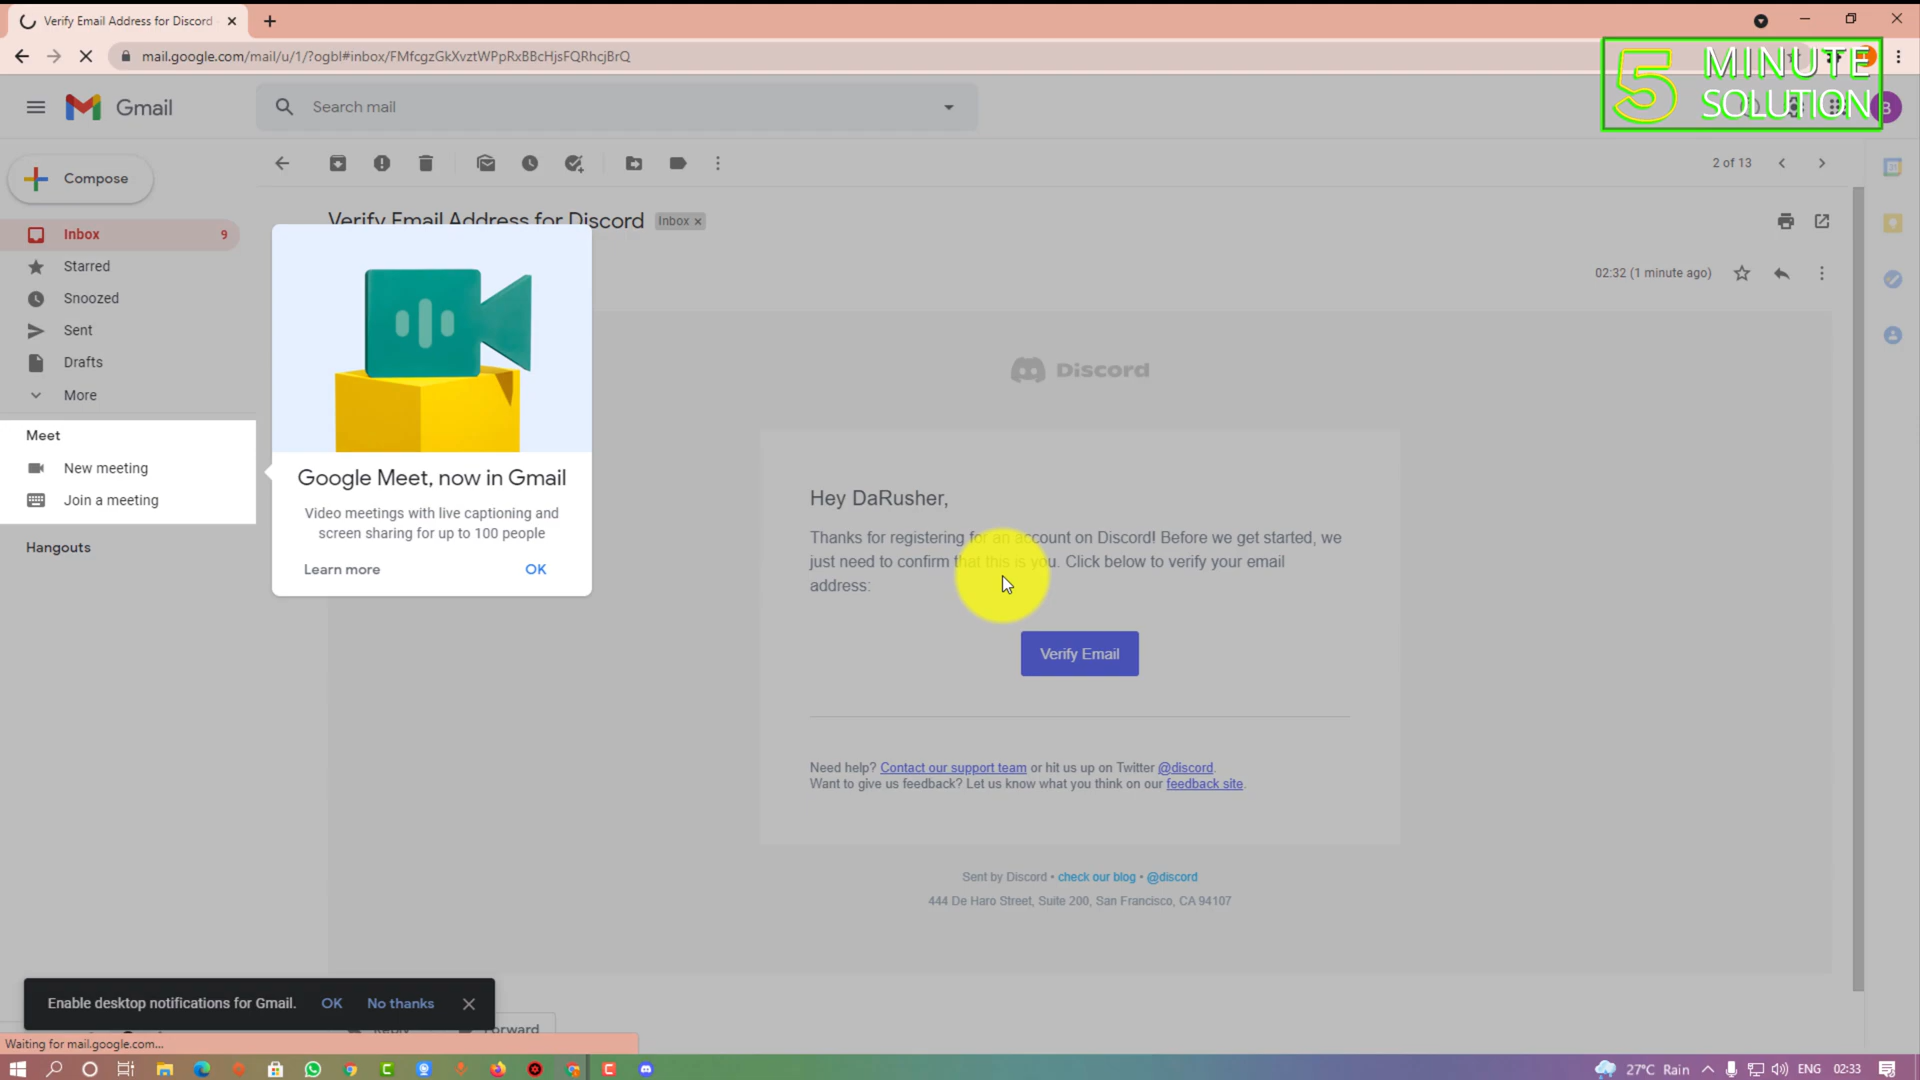 Verify Email Address for Discord
mail.google.com/mail/u/1/?ogbl#inbox/FMfcgzGkXvztWPpRxBBcHjsFQRhcjBrQ
5 MINUTE
SOLUTION
Gmail
Search mail
B
Compose
2 of 13
Verify Email Address for Discord
Inbox ×
Inbox
9
Starred
Snoozed
Sent
Drafts
More
02:32 (1 minute ago)
Discord
Meet
New meeting
Join a meeting
Hangouts
Google Meet, now in Gmail
Video meetings with live captioning and
screen sharing for up to 100 people
Learn more
OK
Hey DaRusher,
Thanks for registering for an account on Discord! Before we get started, we
just need to confirm that this is you. Click below to verify your email
address:
Verify Email
Need help? Contact our support team or hit us up on Twitter @discord.
Want to give us feedback? Let us know what you think on our feedback site.
Sent by Discord • check our blog • @discord
444 De Haro Street, Suite 200, San Francisco, CA 94107
Enable desktop notifications for Gmail.
OK
No thanks
Reply
Forward
Waiting for mail.google.com...
27°C Rain
ENG
02:33